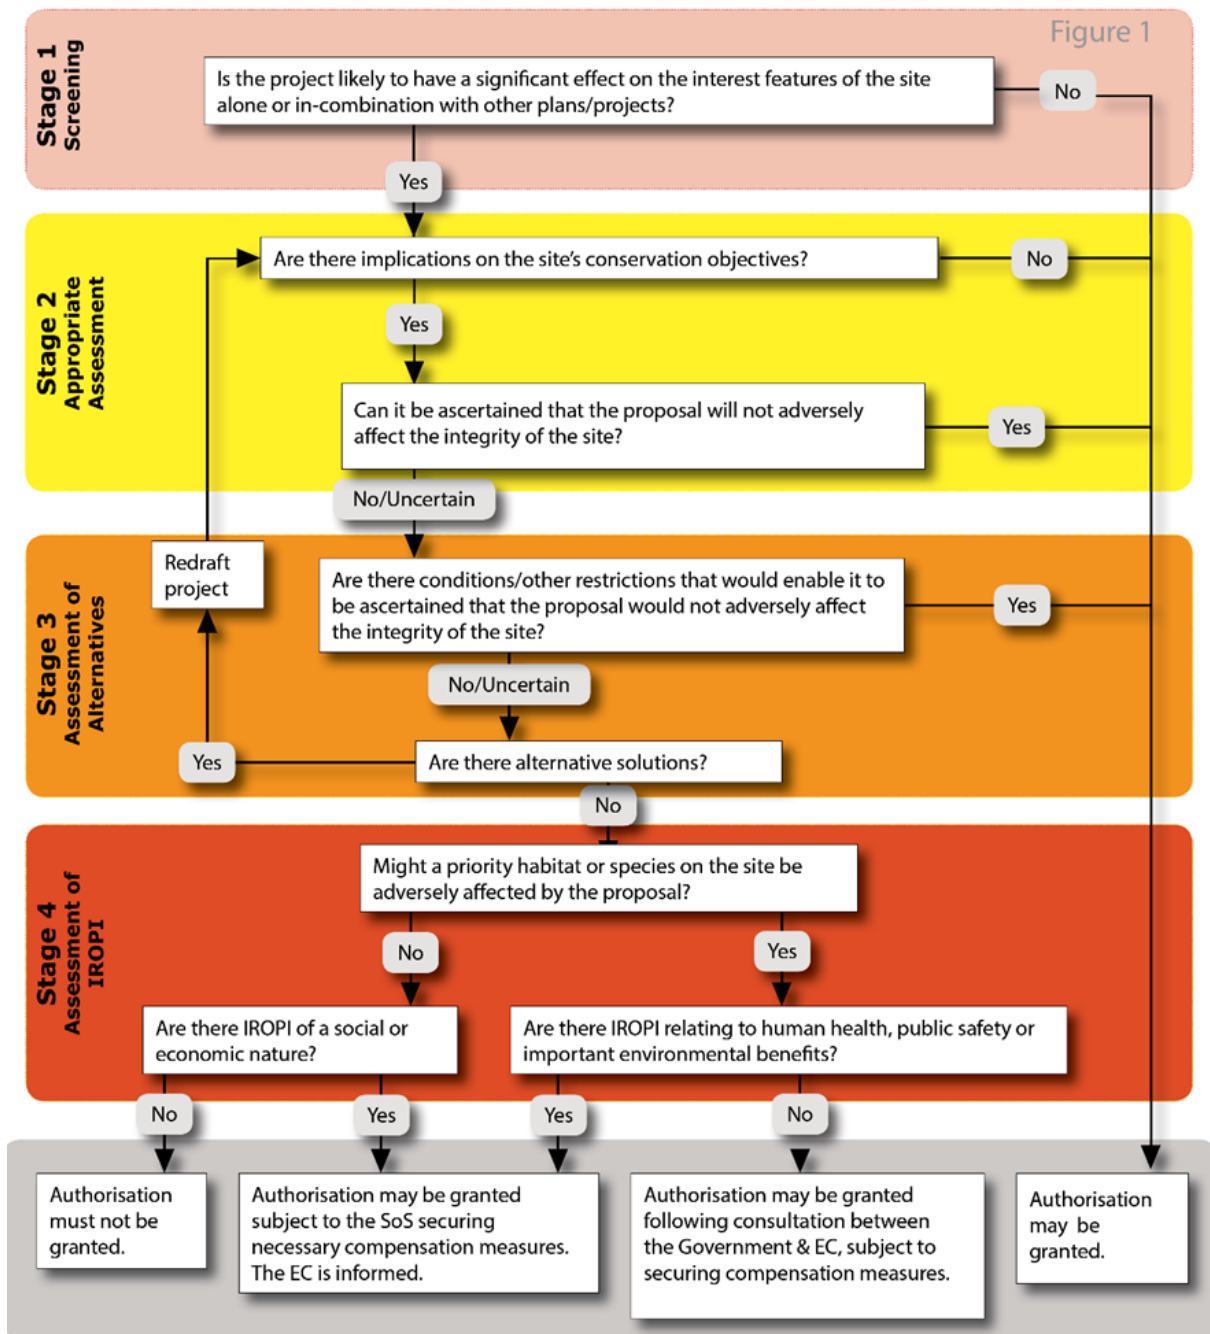 Figure 1
Stage 1
Screening
Is the project likely to have a significant effect on the interest features of the site
alone or in-combination with other plans/projects?
No
Yes
Stage 2
Appropriate
Assessment
Are there implications on the site's conservation objectives?
No
Yes
Can it be ascertained that the proposal will not adversely
affect the integrity of the site?
Yes
No/Uncertain
Stage 3
Assessment of
Alternatives
Redraft
project
Are there conditions/other restrictions that would enable it to
be ascertained that the proposal would not adversely affect
the integrity of the site?
Yes
No/Uncertain
Are there alternative solutions?
Yes
No
Stage 4
Assessment of
IROPI
Might a priority habitat or species on the site be
adversely affected by the proposal?
No
Yes
Are there IROPI of a social or
economic nature?
Are there IROPI relating to human health, public safety or
important environmental benefits?
No
Yes
Yes
No
Authorisation
must not be
granted.
Authorisation may be granted
subject to the SoS securing
necessary compensation measures.
The EC is informed.
Authorisation may be granted
following consultation between
the Government & EC, subject to
securing compensation measures.
Authorisation
may be
granted.